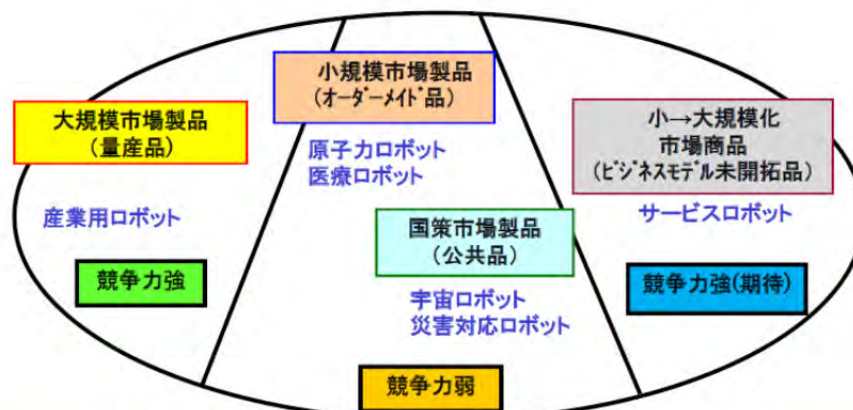 大規模市場製品
(量産品)
産業用ロボット
競争力強
小規模市場製品
(オーダーメイド品)
原子力ロボット
医療ロボット
国策市場製品
(公共品)
宇宙ロボット
災害対応ロボット
競争力弱
小→大規模化
市場商品
(ビジネスモデル未開拓品)
サービスロボット
競争力強(期待)